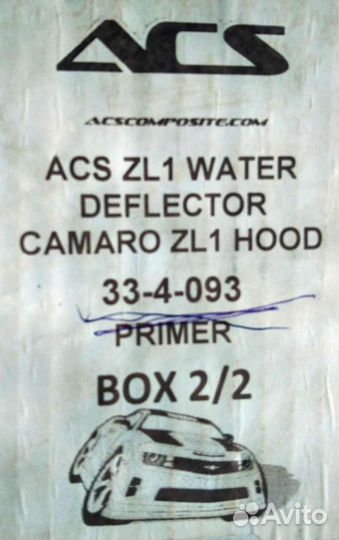 ACS
ACSCOMPOSITE.COM
ACS ZL1 WATER
DEFLECTOR
CAMARO ZL1 HOOD
33-4-093
PRIMER
BOX 2/2
Avito